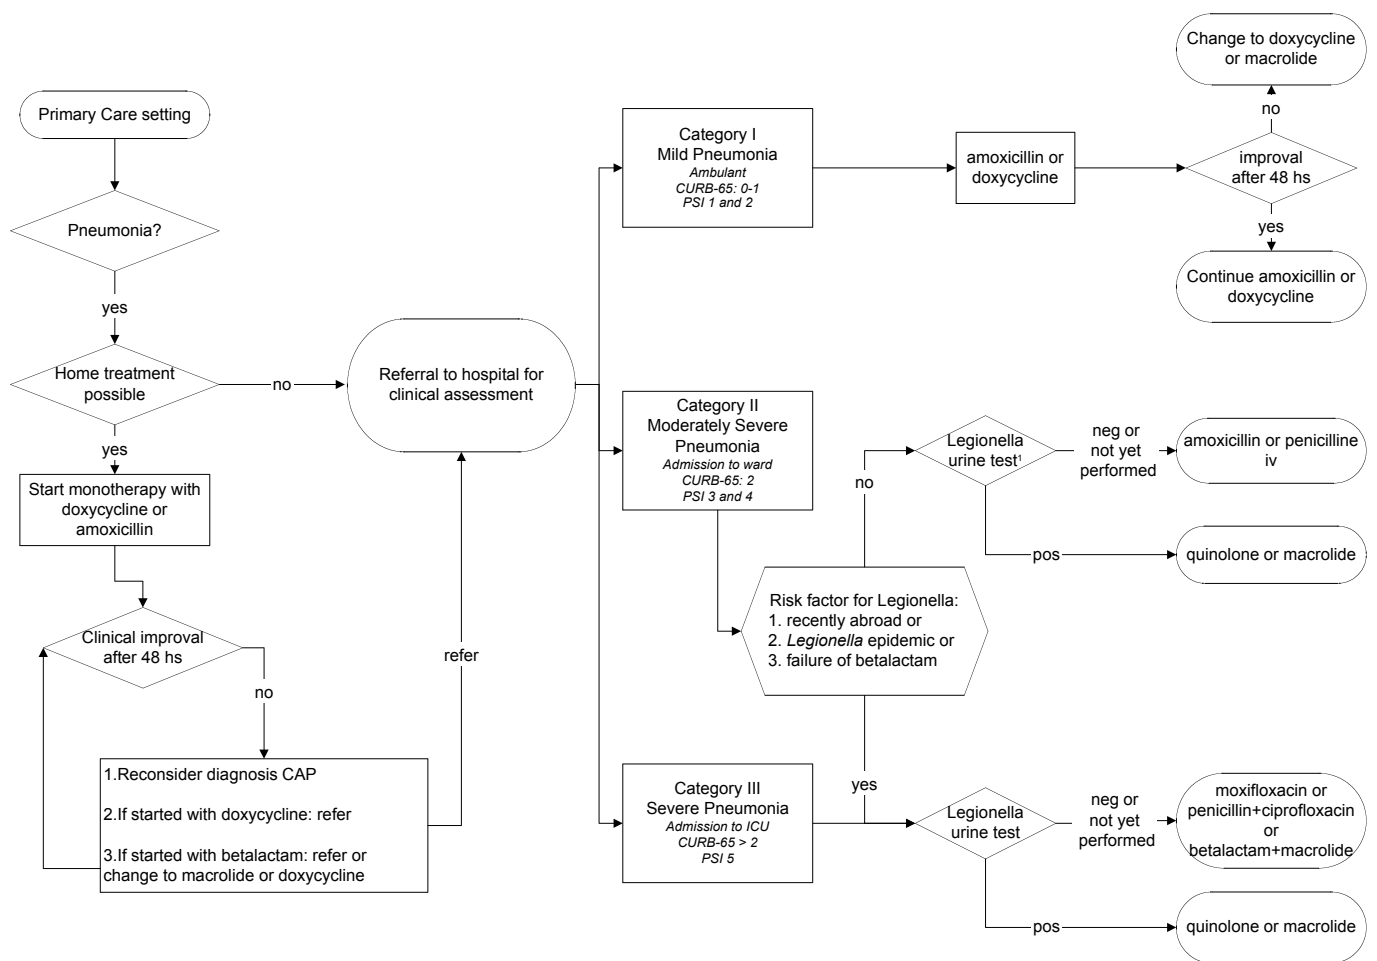 Primary Care setting
Pneumonia?
yes
Home treatment
possible
no
yes
Start monotherapy with
doxycycline or
amoxicillin
Clinical improval
after 48 hs
no
1.Reconsider diagnosis CAP
2.If started with doxycycline: refer
3.If started with betalactam: refer or
change to macrolide or doxycycline
refer
Referral to hospital for
clinical assessment
Category I
Mild Pneumonia
Ambulant
CURB-65: 0-1
PSI 1 and 2
amoxicillin or
doxycycline
improval
after 48 hs
no
Change to doxycycline
or macrolide
yes
Continue amoxicillin or
doxycycline
Category II
Moderately Severe
Pneumonia
Admission to ward
CURB-65: 2
PSI 3 and 4
Risk factor for Legionella:
1. recently abroad or
2. Legionella epidemic or
3. failure of betalactam
no
Legionella
urine test¹
neg or
not yet
performed
amoxicillin or penicilline
iv
pos
quinolone or macrolide
yes
Category III
Severe Pneumonia
Admission to ICU
CURB-65 > 2
PSI 5
Legionella
urine test
neg or
not yet
performed
moxifloxacin or
penicillin+ciprofloxacin
or
betalactam+macrolide
pos
quinolone or macrolide